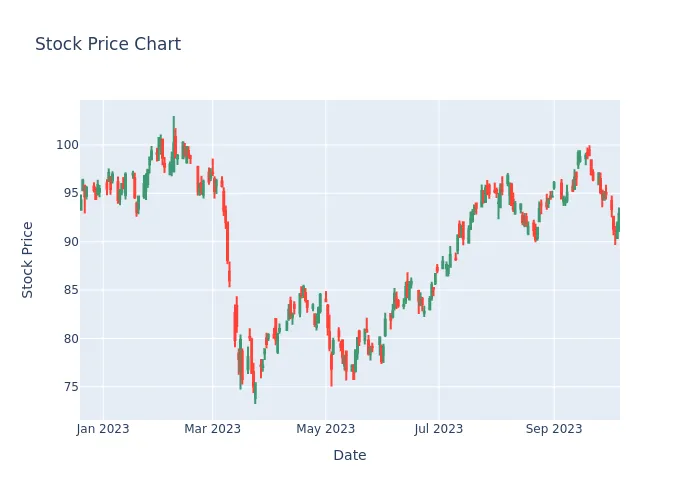 Stock Price Chart
100
95
90
85
80
75
Stock Price
Jan 2023
Mar 2023
May 2023
Jul 2023
Sep 2023
Date